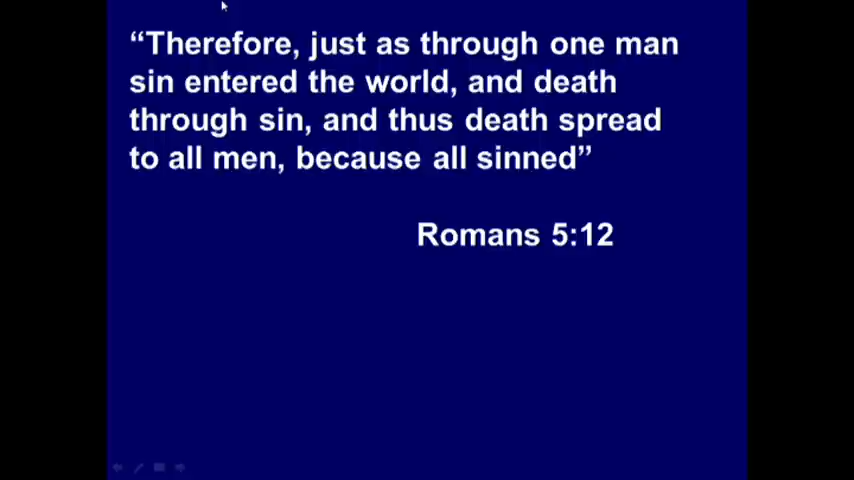 “Therefore, just as through one man
sin entered the world, and death
through sin, and thus death spread
to all men, because all sinned”
Romans 5:12